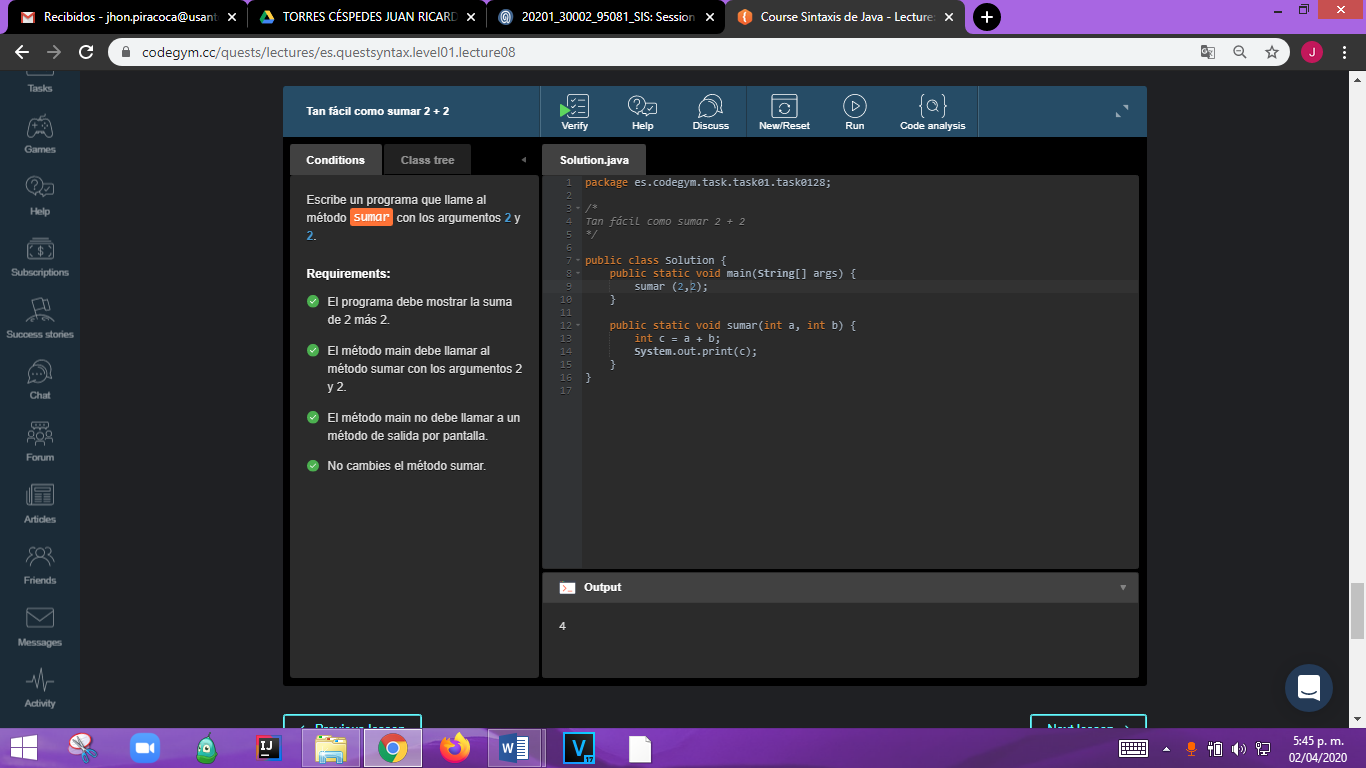 Recibidos - jhon.piracoca@usant
TORRES CÉSPEDES JUAN RICARD
20201_30002_95081_SIS: Session
Course Sintaxis de Java - Lecture:
codegym.cc/quests/lectures/es.questsyntax.level01.lecture08
J
Tasks
Games
Help
Subscriptions
Success stories
Chat
Forum
Articles
Friends
Messages
Activity
Tan fácil como sumar 2 + 2
Verify
Help
Discuss
New/Reset
Run
Code analysis
Conditions
Class tree
Escribe un programa que llame al
método sumar con los argumentos 2 y
2.
Requirements:
El programa debe mostrar la suma
de 2 más 2.
El método main debe llamar al
método sumar con los argumentos 2
y 2.
El método main no debe llamar a un
método de salida por pantalla.
No cambies el método sumar.
Solution.java
1 package es.codegym.task.task01.task0128;
2
3 /*
4 Tan fácil como sumar 2 + 2
5 */
6
7 public class Solution {
8 public static void main(String[] args) {
9 sumar (2,2);
10 }
11
12 public static void sumar(int a, int b) {
13 int c = a + b;
14 System.out.print(c);
15 }
16 }
17
Output
4
Previous lesson
Next lesson
IJ
W
V
17
5:45 p. m.
02/04/2020